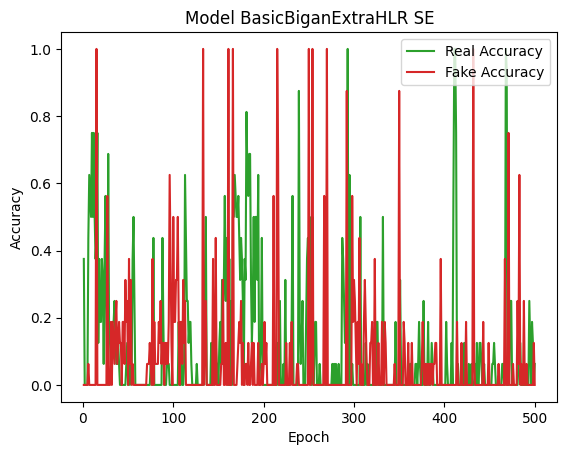 Model BasicBiganExtraHLR SE
Real Accuracy
Fake Accuracy
1.0
0.8
0.6
0.4
0.2
0.0
Accuracy
0 100 200 300 400 500
Epoch